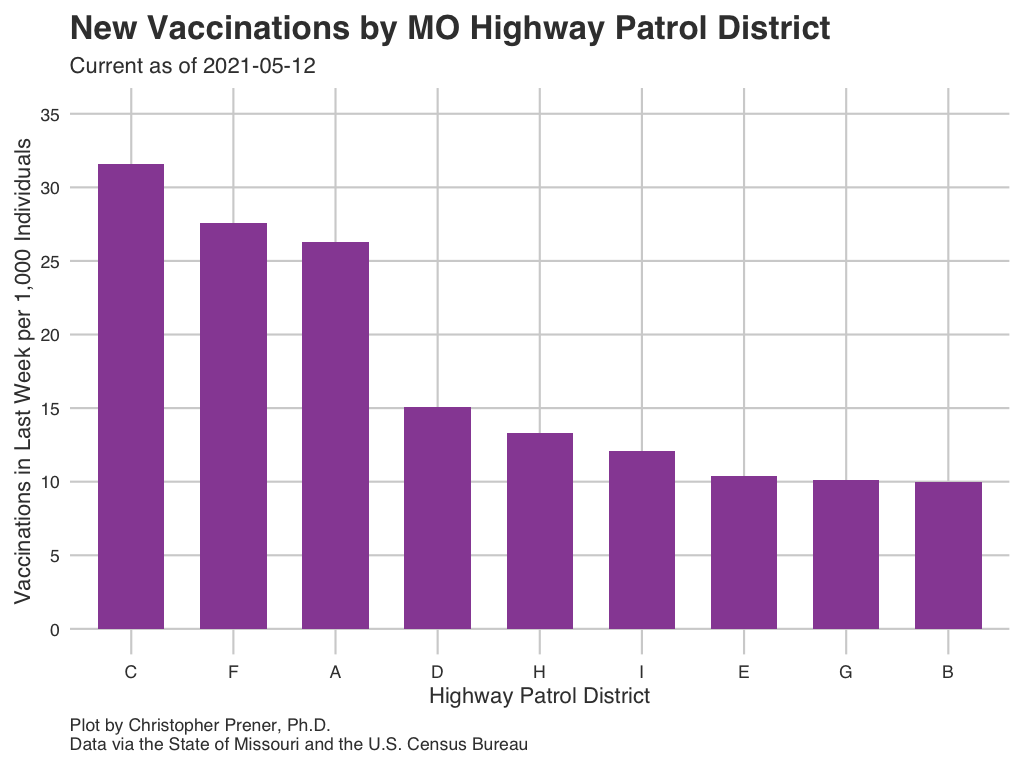 New Vaccinations by MO Highway Patrol District
Current as of 2021-05-12
Vaccinations in Last Week per 1,000 Individuals
35
30
25
20
15
10
5
0
C F A D H I E G B
Highway Patrol District
Plot by Christopher Prener, Ph.D.
Data via the State of Missouri and the U.S. Census Bureau